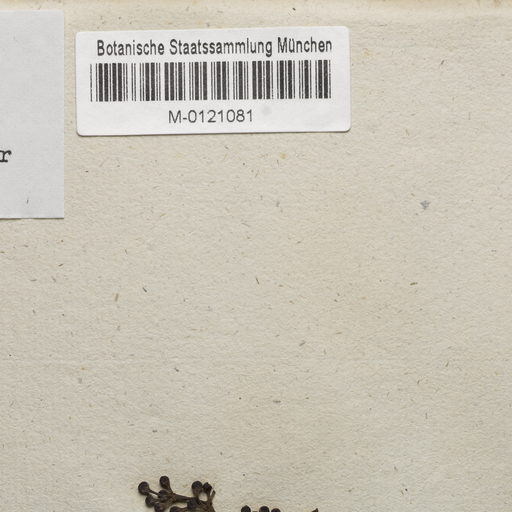 Botanische Staatssammlung München
M-0121081
r